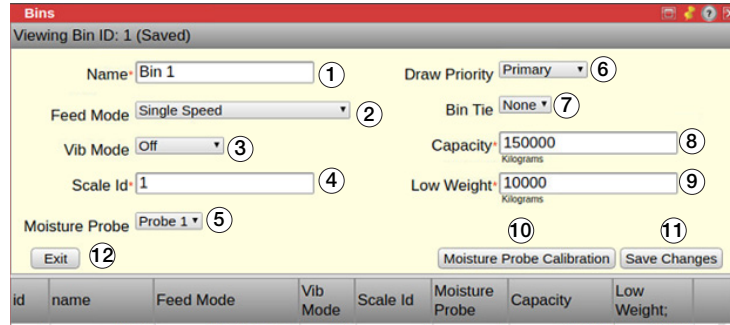 Bins
Viewing Bin ID: 1 (Saved)
Name* Bin 1 1
Draw Priority Primary 6
Feed Mode Single Speed 2
Bin Tie None 7
Vib Mode Off 3
Capacity* 150000 8
Kilograms
Scale Id* 1 4
Low Weight* 10000 9
Kilograms
Moisture Probe Probe 1 5
10 11
Exit 12
Moisture Probe Calibration Save Changes
id name Feed Mode Vib Mode Scale Id Moisture Probe Capacity Low Weight;